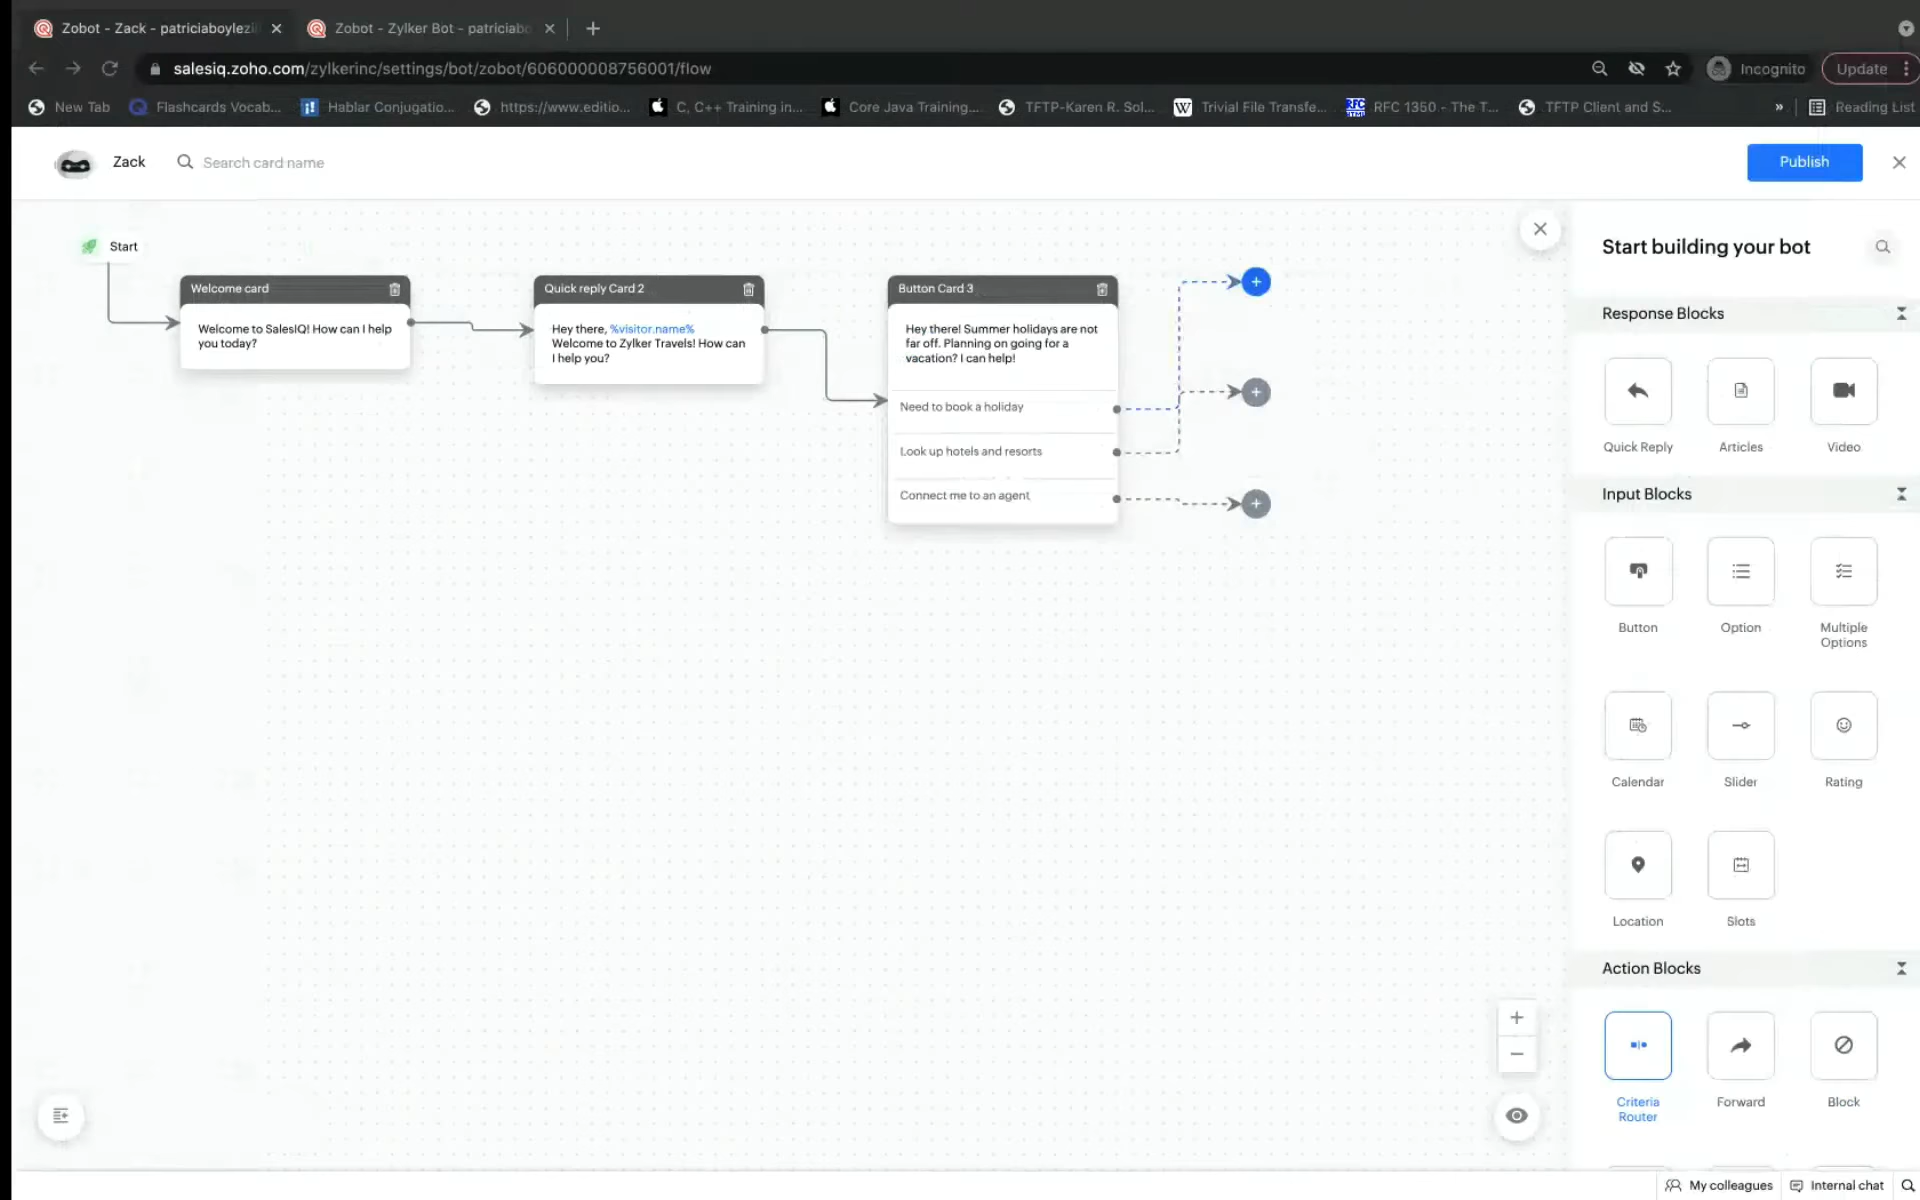 Zobot - Zack - patriciaboylezil
Zobot - Zylker Bot - patriciabo
salesiq.zoho.com/zylkerinc/settings/bot/zobot/606000008756001/flow
Incognito
Update
New Tab
Flashcards Vocab...
Hablar Conjugatio...
https://www.editio...
C, C++ Training in...
Core Java Training...
TFTP-Karen R. Sol...
Trivial File Transfe...
RFC 1350 - The T...
TFTP Client and S...
»
Reading List
Zack
Search card name
Publish
Start
Welcome card
Welcome to SalesIQ! How can I help
you today?
Quick reply Card 2
Hey there, %visitor.name%
Welcome to Zylker Travels! How can
I help you?
Button Card 3
Hey there! Summer holidays are not
far off. Planning on going for a
vacation? I can help!
Need to book a holiday
Look up hotels and resorts
Connect me to an agent
Start building your bot
Response Blocks
Quick Reply
Articles
Video
Input Blocks
Button
Option
Multiple
Options
Calendar
Slider
Rating
Location
Slots
Action Blocks
Criteria
Router
Forward
Block
My colleagues
Internal chat